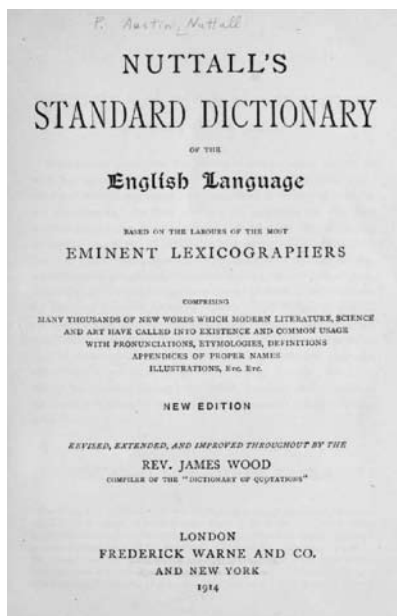 P. Austin Nuttall
NUTTALL'S
STANDARD DICTIONARY
OF THE
English Language
BASED ON THE LABOURS OF THE MOST
EMINENT LEXICOGRAPHERS
COMPRISING
MANY THOUSANDS OF NEW WORDS WHICH MODERN LITERATURE, SCIENCE
AND ART HAVE CALLED INTO EXISTENCE AND COMMON USAGE
WITH PRONUNCIATIONS, ETYMOLOGIES, DEFINITIONS
APPENDICES OF PROPER NAMES
ILLUSTRATIONS, Etc. Etc.
NEW EDITION
REVISED, EXTENDED, AND IMPROVED THROUGHOUT BY THE
REV. JAMES WOOD
COMPILER OF THE "DICTIONARY OF QUOTATIONS"
LONDON
FREDERICK WARNE AND CO.
AND NEW YORK
1914